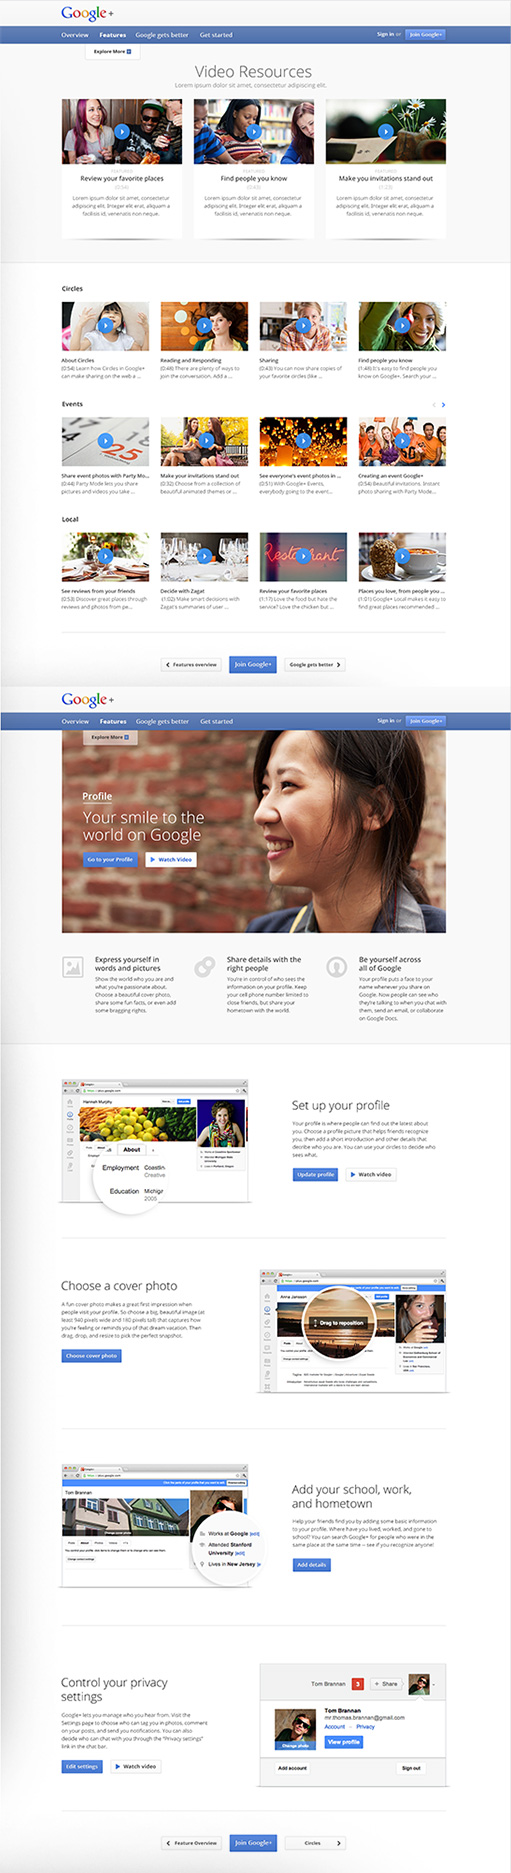 Google+
Overview Features Google gets better Get started Sign in or Join Google+
Explore More
Video Resources
Lorem ipsum dolor sit amet, consectetur adipiscing elit.
FEATURED FEATURED FEATURED
Review your favorite places Find people you know Make you invitations stand out
(0:54) (0:43) (1:23)
Lorem ipsum dolor sit amet, consectetur adipiscing elit. Integer elit erat, aliquam a facilisis id, venenatis non neque.
Lorem ipsum dolor sit amet, consectetur adipiscing elit. Integer elit erat, aliquam a facilisis id, venenatis non neque.
Lorem ipsum dolor sit amet, consectetur adipiscing elit. Integer elit erat, aliquam a facilisis id, venenatis non neque.
Circles
About Circles
(0:54) Learn how Circles in Google+
can make sharing on the web a ...
Reading and Responding
(0:48) There are plenty of ways to
join the conversation. Add a ...
Sharing
(0:43) You can now share copies of
your favorite circles (like ...
Find people you know
(1:48) It's easy to find people you
know on Google+. Search your ...
Events
25
Share event photos with Party Mo...
(0:44) Party Mode lets you share
pictures and videos you take ...
Make your invitations stand out
(0:32) Choose from a collection of
beautiful animated themes or ...
See everyone's event photos in ...
(0:51) With Google+ Events,
everybody going to the event...
Creating an event Google+
(0:54) Beautiful invitations. Instant
photo sharing with Party Mode...
Local
Restaurant
See reviews from your friends
(0:53) Discover great places through
reviews and photos from pe...
Decide with Zagat
(1:02) Make smart decisions with
Zagat's summaries of user ...
Review your favorite places
(1:17) Love the food but hate the
service? Love the chicken but ...
Places you love, from people you ...
(1:01) Google+ Local makes it easy to
find great places recommended ...
Features overview Join Google+ Google gets better
Google+
Overview Features Google gets better Get started Sign in or Join Google+
Explore More
Profile
Your smile to the
world on Google
Go to your Profile Watch Video
Express yourself in
words and pictures
Show the world who you are and
what you're passionate about.
Choose a beautiful cover photo,
share some fun facts, or even add
some bragging rights.
Share details with the
right people
You're in control of who sees the
information on your profile. Keep
your cell phone number limited to
close friends, but share your
hometown with the world.
Be yourself across
all of Google
Your profile puts a face to your
name whenever you share on
Google. Now people can see who
they're talking to when you chat with
them, send an email, or collaborate
on Google Docs.
Hannah Murphy
About
Employment Coastlin
Creative
Education Michigr
2005
Set up your profile
Your profile is where people can find out the latest about
you. Choose a profile picture that helps friends recognize
you, then add a short introduction and other details that
describe who you are. You can use your circles to decide who
sees what.
Update profile Watch video
Choose a cover photo
A fun cover photo makes a great first impression when
people visit your profile. So choose a big, beautiful image (at
least 940 pixels wide and 180 pixels tall) that captures how
you're feeling or reminds you of that dream vacation. Then
drag, drop, and resize to pick the perfect snapshot.
Choose cover photo
Anna Jansson
Drag to reposition
Tom Brannan
Works at Google [edit]
Attended Stanford
University [edit]
Lives in New Jersey
Add your school, work,
and hometown
Help your friends find you by adding some basic information
to your profile. Where have you lived, worked, and gone to
school? You can search Google+ for people who were in the
same place at the same time -- see if you recognize anyone!
Add details
Control your privacy
settings
Google+ lets you manage who you hear from. Visit the
Settings page to choose who can tag you in photos, comment
on your posts, and send you notifications. You can also
decide who can chat with you through the "Privacy settings"
link in the chat bar.
Edit settings Watch video
Tom Brannan 3 + Share
Tom Brannan
mr.thomas.brannan@gmail.com
Account – Privacy
Change photo View profile
Add account Sign out
Feature Overview Join Google+ Circles